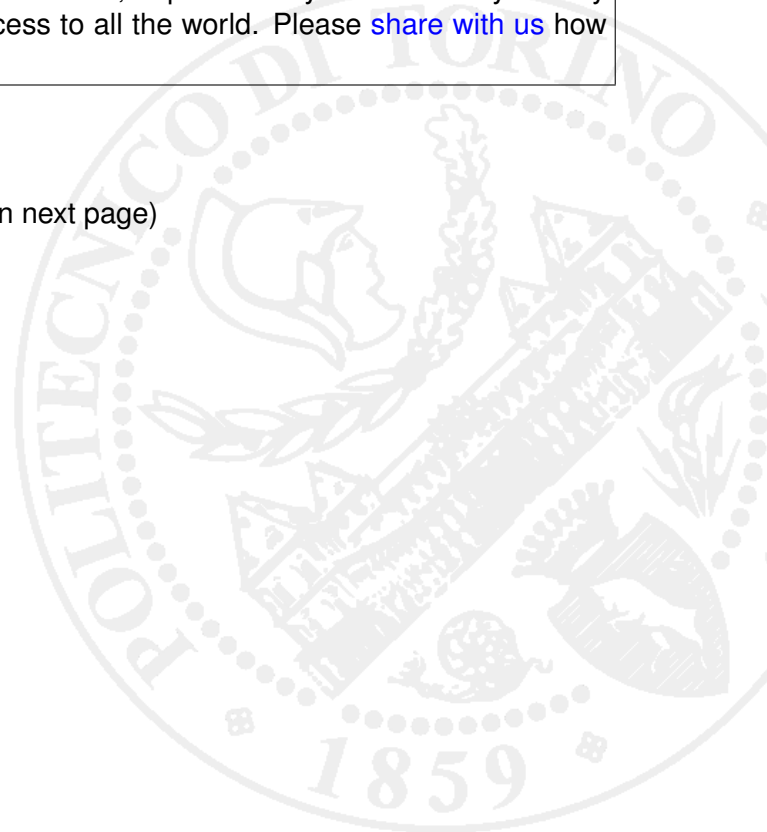 cess to all the world. Please share with us how
n next page)
POLITECNICO DI TORINO
1859